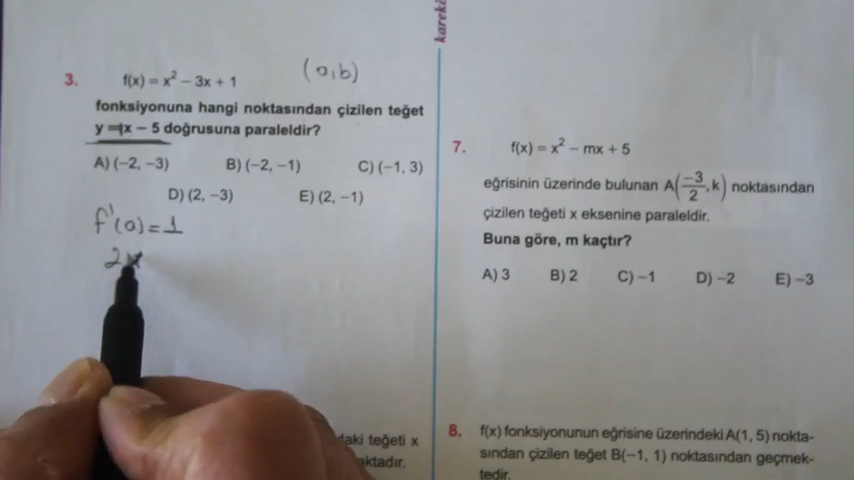 kareki
3. f(x) = x² − 3x + 1
(a,b)
fonksiyonuna hangi noktasından çizilen teğet
y = x − 5 doğrusuna paraleldir?
A) (−2, −3) B) (−2, −1) C) (−1, 3)
D) (2, −3) E) (2, −1)
f'(a) = 1
2x
daki teğeti x
ktadır.
7. f(x) = x² − mx + 5
eğrisinin üzerinde bulunan A(−3/2, k) noktasından
çizilen teğeti x eksenine paraleldir.
Buna göre, m kaçtır?
A) 3 B) 2 C) −1 D) −2 E) −3
8. f(x) fonksiyonunun eğrisine üzerindeki A(1, 5) nokta-
sından çizilen teğet B(−1, 1) noktasından geçmek-
tedir.